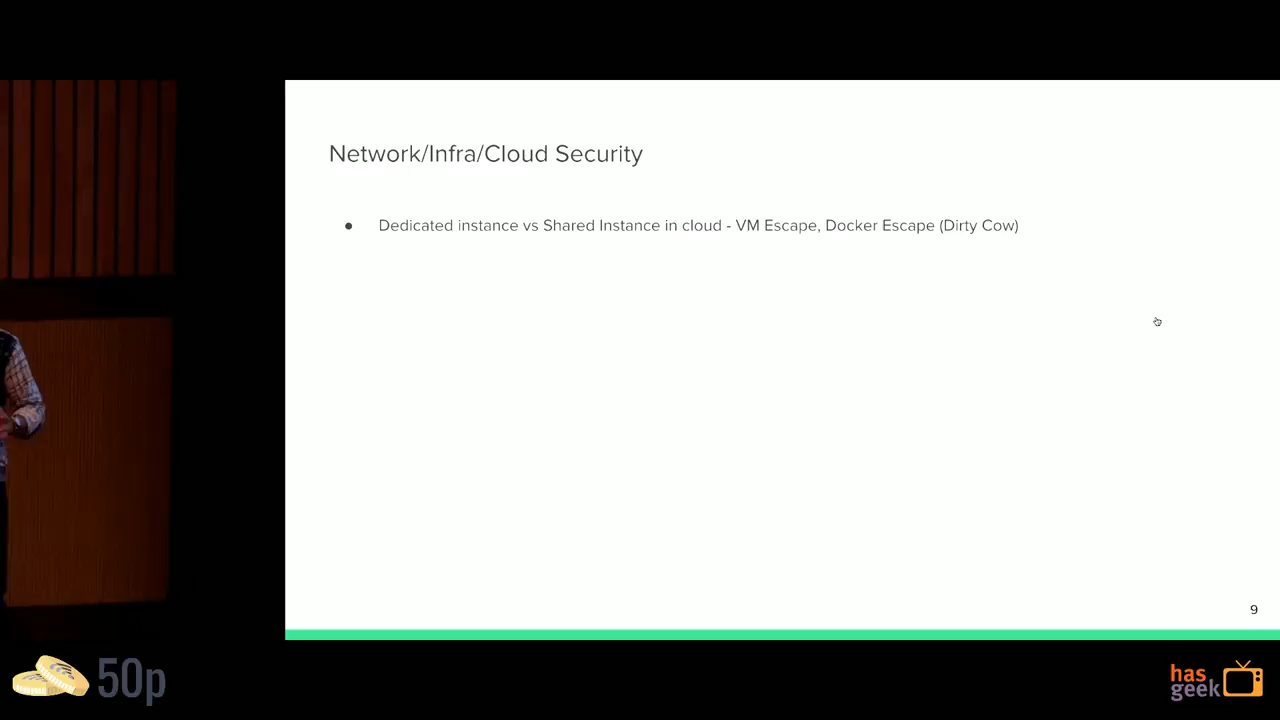 Network/Infra/Cloud Security
● Dedicated instance vs Shared Instance in cloud - VM Escape, Docker Escape (Dirty Cow)
9
50p
has
geek